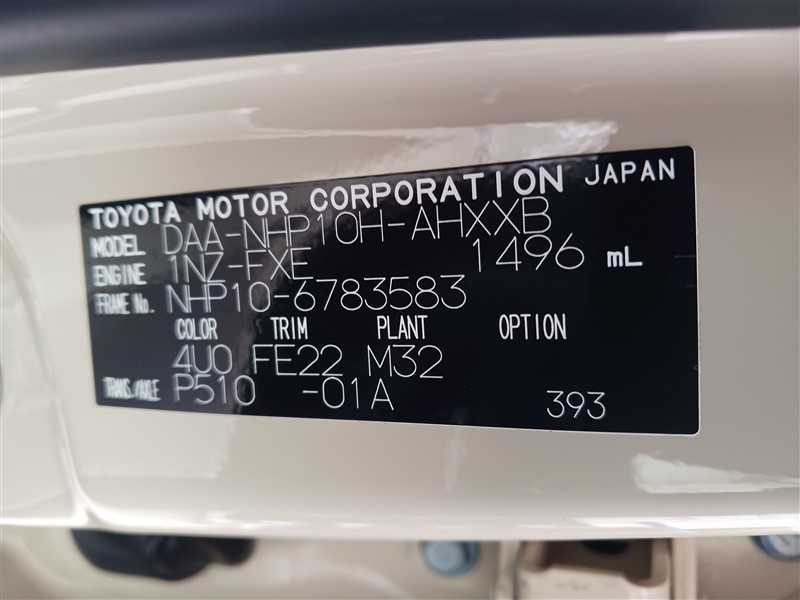 TOYOTA MOTOR CORPORATION JAPAN
MODEL DAA-NHP10H-AHXXB
ENGINE 1NZ-FXE 1496 mL
FRAME No. NHP10-6783583
COLOR TRIM PLANT OPTION
4U0 FE22 M32
TRANS./AXLE P510 -01A 393